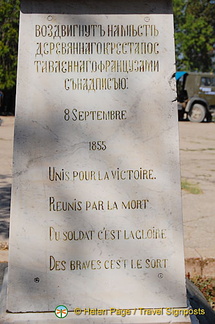 ВОЗДВИГНУТЪ НА МѢСТѢ
ДЕРЕВАННАГО КРЕСТА ПОС
ТАВЛЕННАГО ФРАНЦУЗАМИ
СЪ НАДПИСЬЮ:
8 SEPTEMBRE
1855
UNIS POUR LA VICTOIRE.
REUNIS PAR LA MORT
DU SOLDAT C'EST LA GLOIRE
DES BRAVES C'EST LE SORT
© Helen Page / Travel Signposts